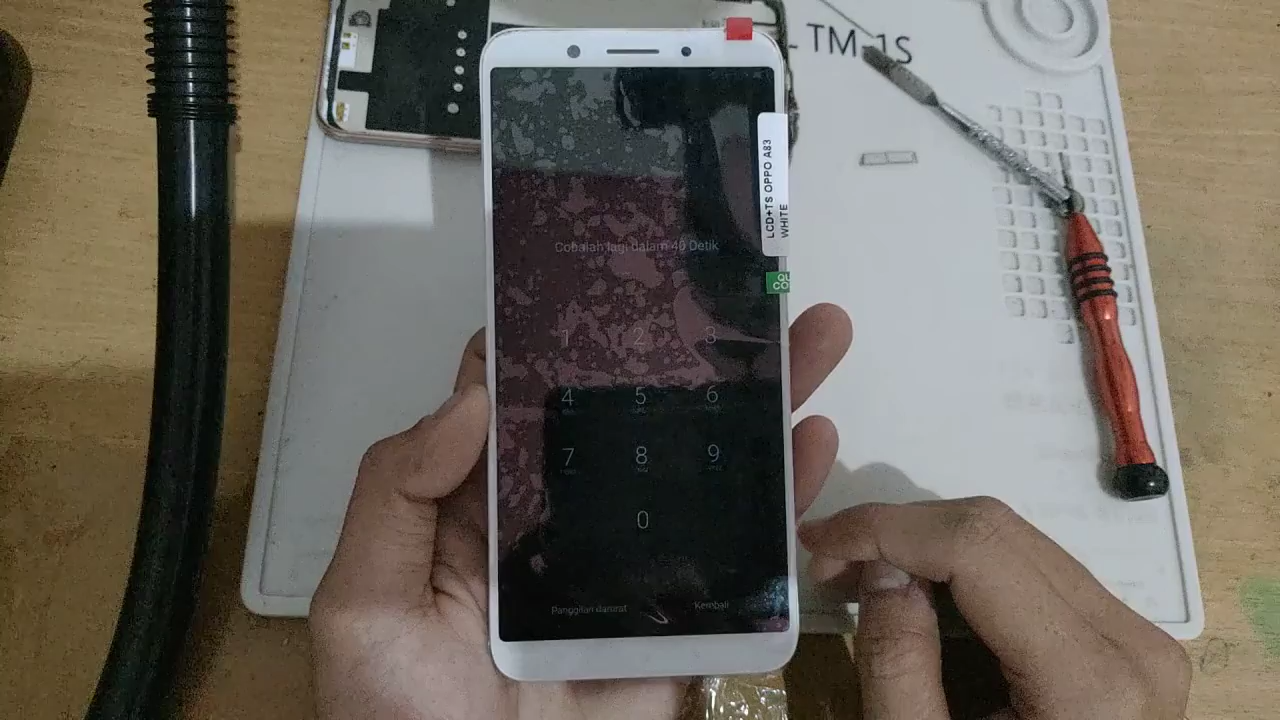 TM-1S
LCD+TS OPPO A83
WHITE
Cobalah lagi dalam 40 Detik
1 2 3
4 5 6
7 8 9
0
Panggilan darurat Kembali